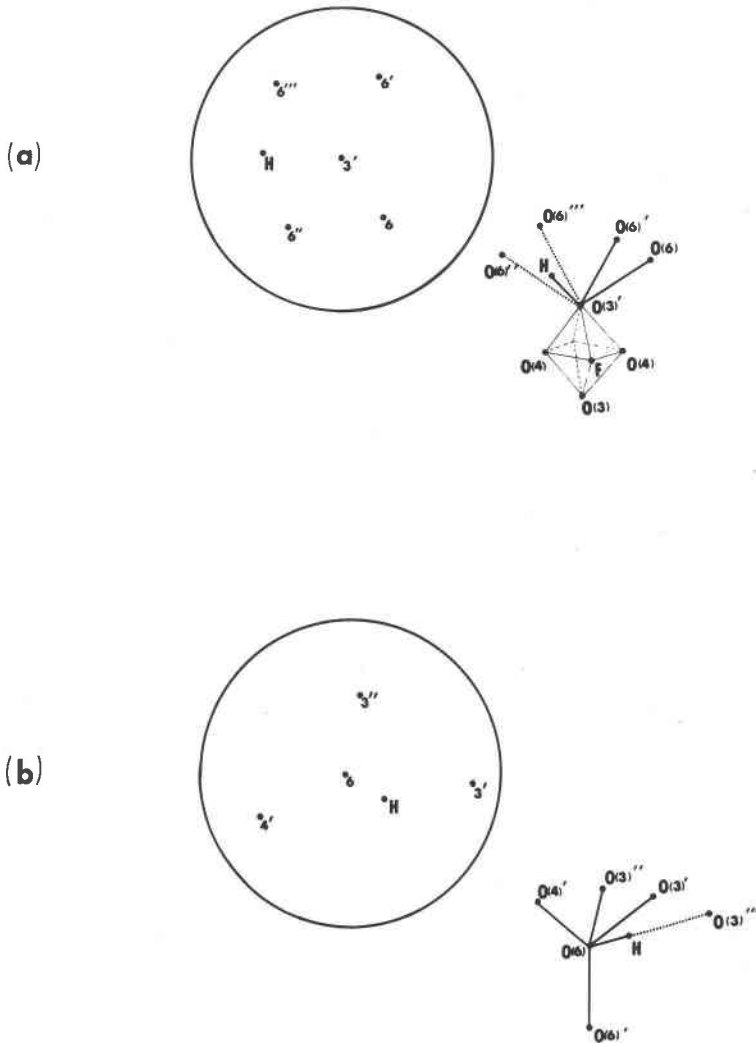 (a)
6'''
6'
H
3'
6''
6
O(6)'''
O(6)'
O(6)
O(6)''
H
O(3)'
O(4)
F
O(4)
O(3)
(b)
3''
6
3'
H
4'
O(4)'
O(3)''
O(3)'
O(3)''
O(6)
H
O(6)'